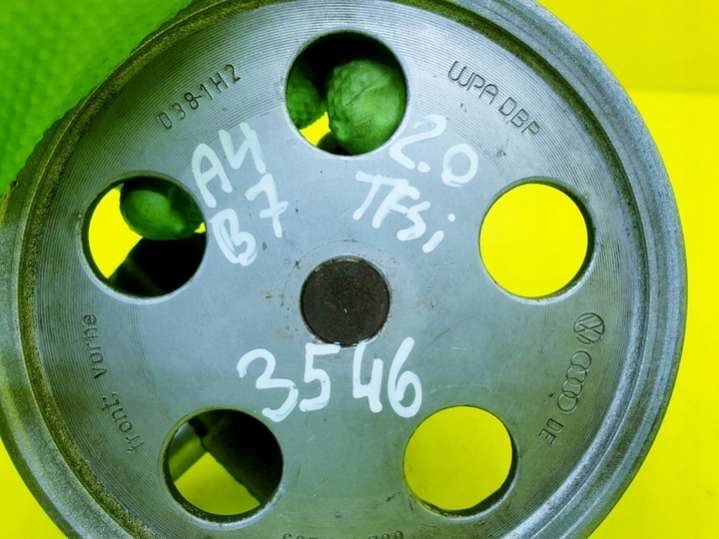 038-1H2
WPA DBP
A4
B7
2.0
TFSi
3546
front: vorne
DE